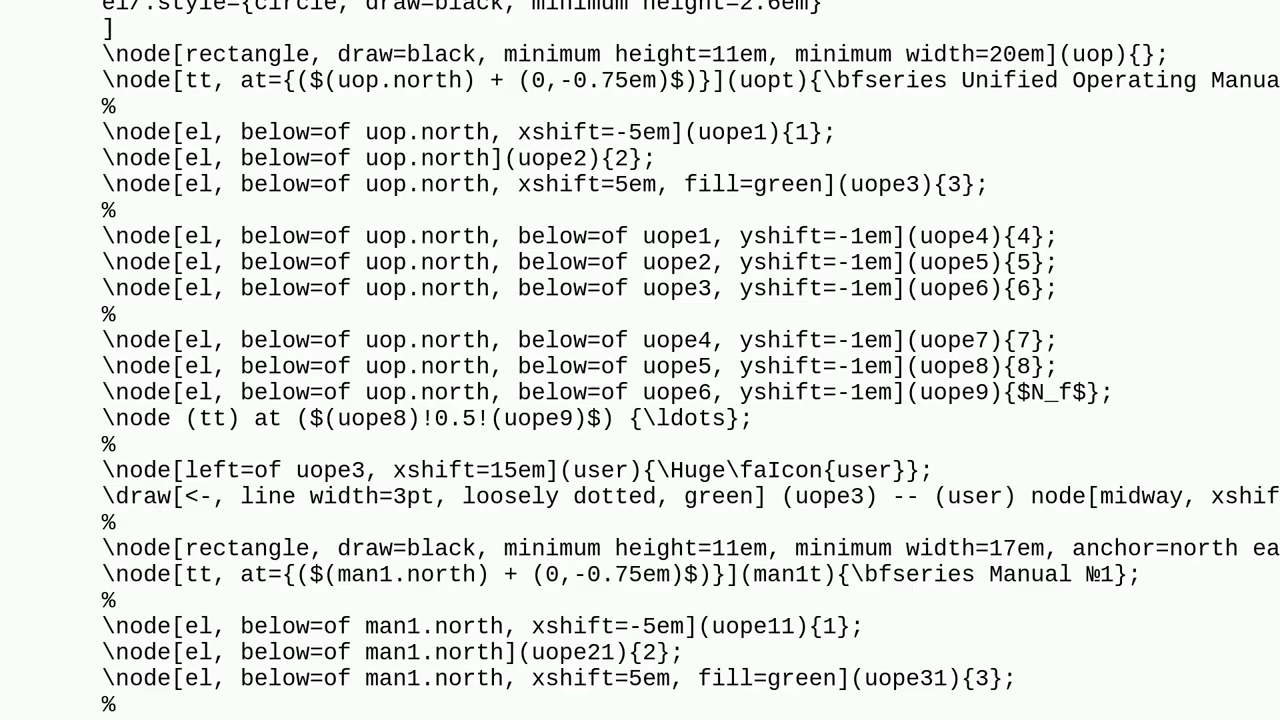 el/.style={circle, draw=black, minimum height=2.6em}
]
\node[rectangle, draw=black, minimum height=11em, minimum width=20em](uop){};
\node[tt, at={($(uop.north) + (0,-0.75em)$)}](uopt){\bfseries Unified Operating Manua
%
\node[el, below=of uop.north, xshift=-5em](uope1){1};
\node[el, below=of uop.north](uope2){2};
\node[el, below=of uop.north, xshift=5em, fill=green](uope3){3};
%
\node[el, below=of uop.north, below=of uope1, yshift=-1em](uope4){4};
\node[el, below=of uop.north, below=of uope2, yshift=-1em](uope5){5};
\node[el, below=of uop.north, below=of uope3, yshift=-1em](uope6){6};
%
\node[el, below=of uop.north, below=of uope4, yshift=-1em](uope7){7};
\node[el, below=of uop.north, below=of uope5, yshift=-1em](uope8){8};
\node[el, below=of uop.north, below=of uope6, yshift=-1em](uope9){$N_f$};
\node (tt) at ($(uope8)!0.5!(uope9)$) {\ldots};
%
\node[left=of uope3, xshift=15em](user){\Huge\faIcon{user}};
\draw[<-, line width=3pt, loosely dotted, green] (uope3) -- (user) node[midway, xshif
%
\node[rectangle, draw=black, minimum height=11em, minimum width=17em, anchor=north ea
\node[tt, at={($(man1.north) + (0,-0.75em)$)}](man1t){\bfseries Manual №1};
%
\node[el, below=of man1.north, xshift=-5em](uope11){1};
\node[el, below=of man1.north](uope21){2};
\node[el, below=of man1.north, xshift=5em, fill=green](uope31){3};
%